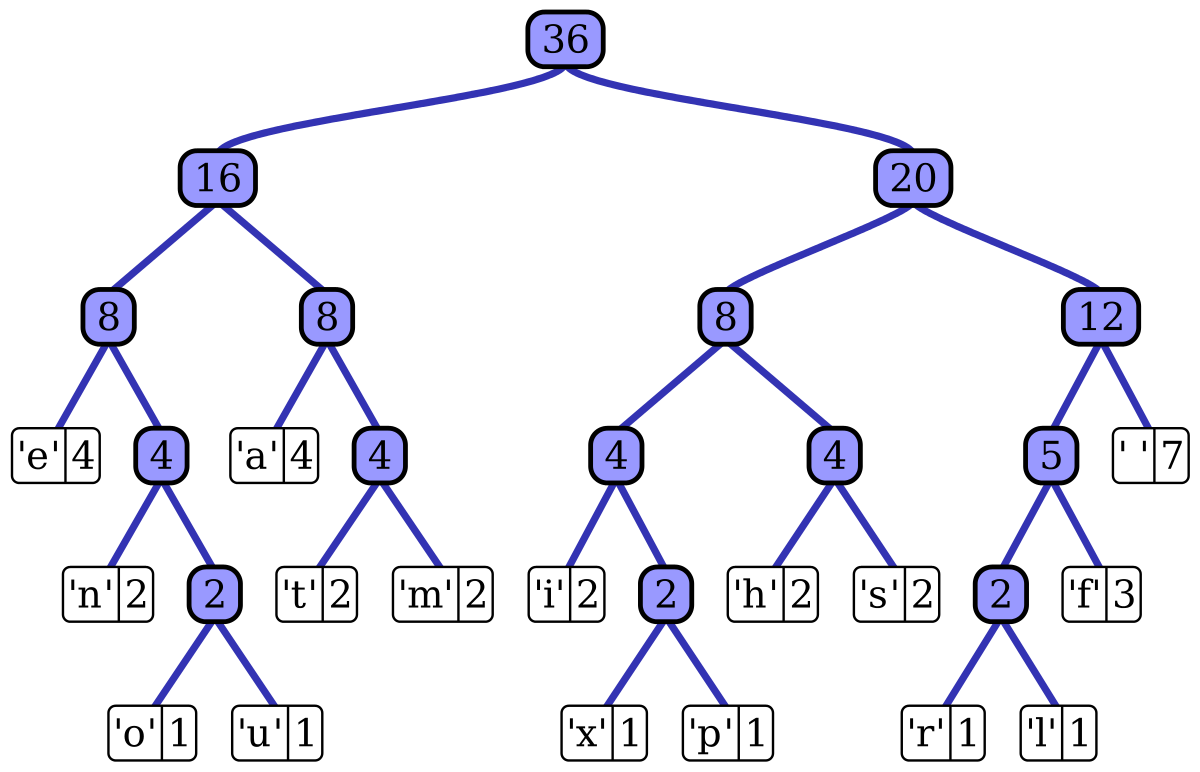 36
16 20
8 8 8 12
'e' 4 4 'a' 4 4 4 4 5 ' ' 7
'n' 2 2 't' 2 'm' 2 'i' 2 2 'h' 2 's' 2 2 'f' 3
'o' 1 'u' 1 'x' 1 'p' 1 'r' 1 'l' 1